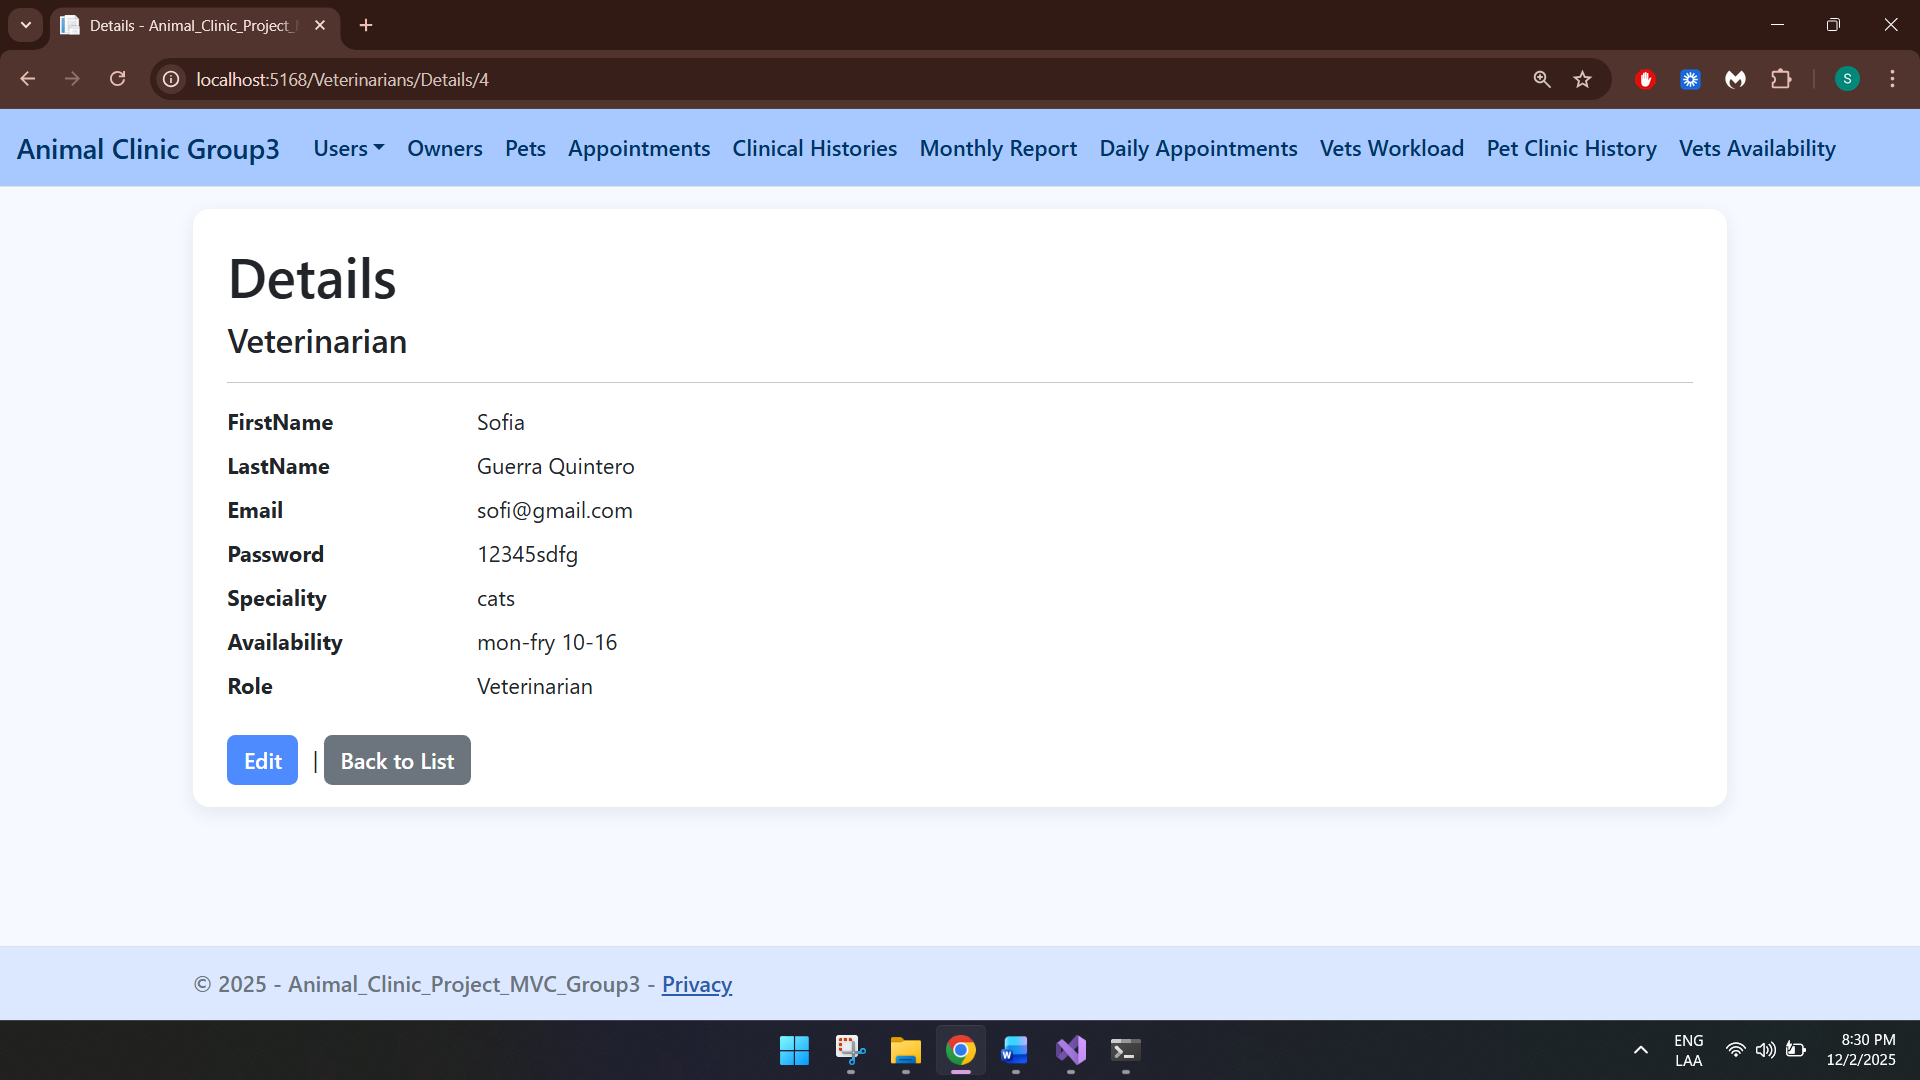 Details - Animal_Clinic_Project_
localhost:5168/Veterinarians/Details/4
S
Animal Clinic Group3 Users Owners Pets Appointments Clinical Histories Monthly Report Daily Appointments Vets Workload Pet Clinic History Vets Availability
Details
Veterinarian
FirstName Sofia
LastName Guerra Quintero
Email sofi@gmail.com
Password 12345sdfg
Speciality cats
Availability mon-fry 10-16
Role Veterinarian
Edit | Back to List
© 2025 - Animal_Clinic_Project_MVC_Group3 - Privacy
ENG
LAA
8:30 PM
12/2/2025